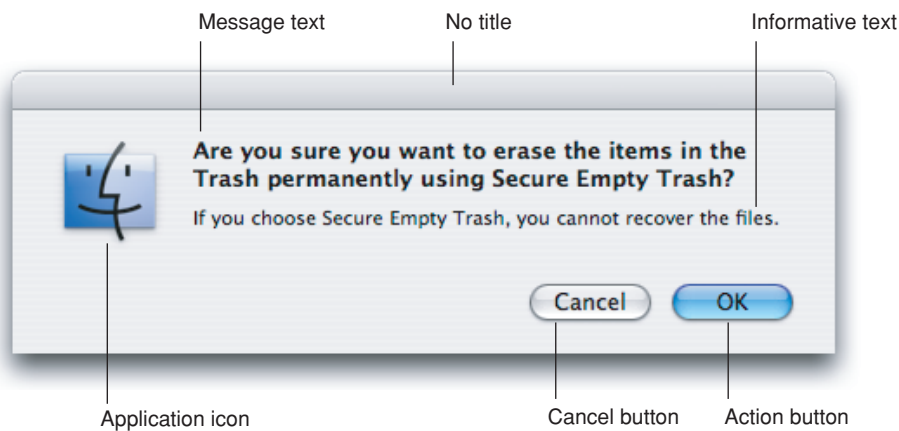 Message text
No title
Informative text
Are you sure you want to erase the items in the
Trash permanently using Secure Empty Trash?
If you choose Secure Empty Trash, you cannot recover the files.
Cancel
OK
Application icon
Cancel button
Action button